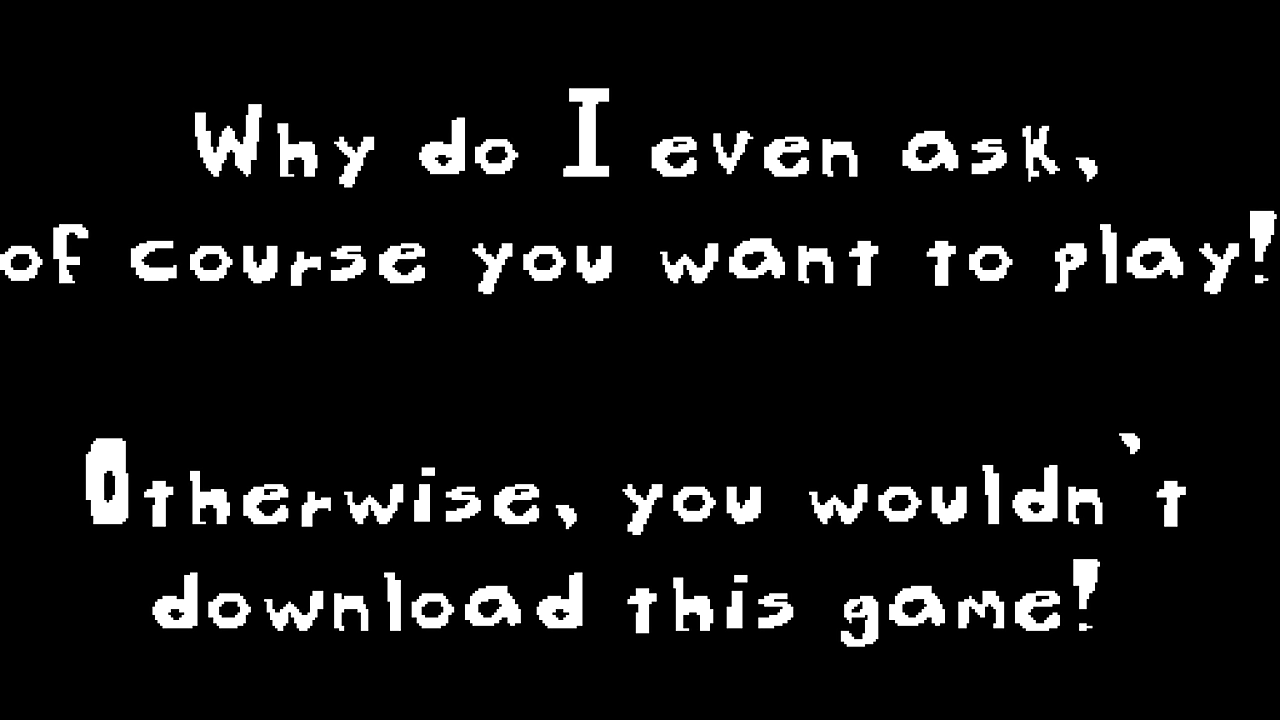 Why do I even ask,
of course you want to play!
Otherwise, you wouldn`t
download this game!